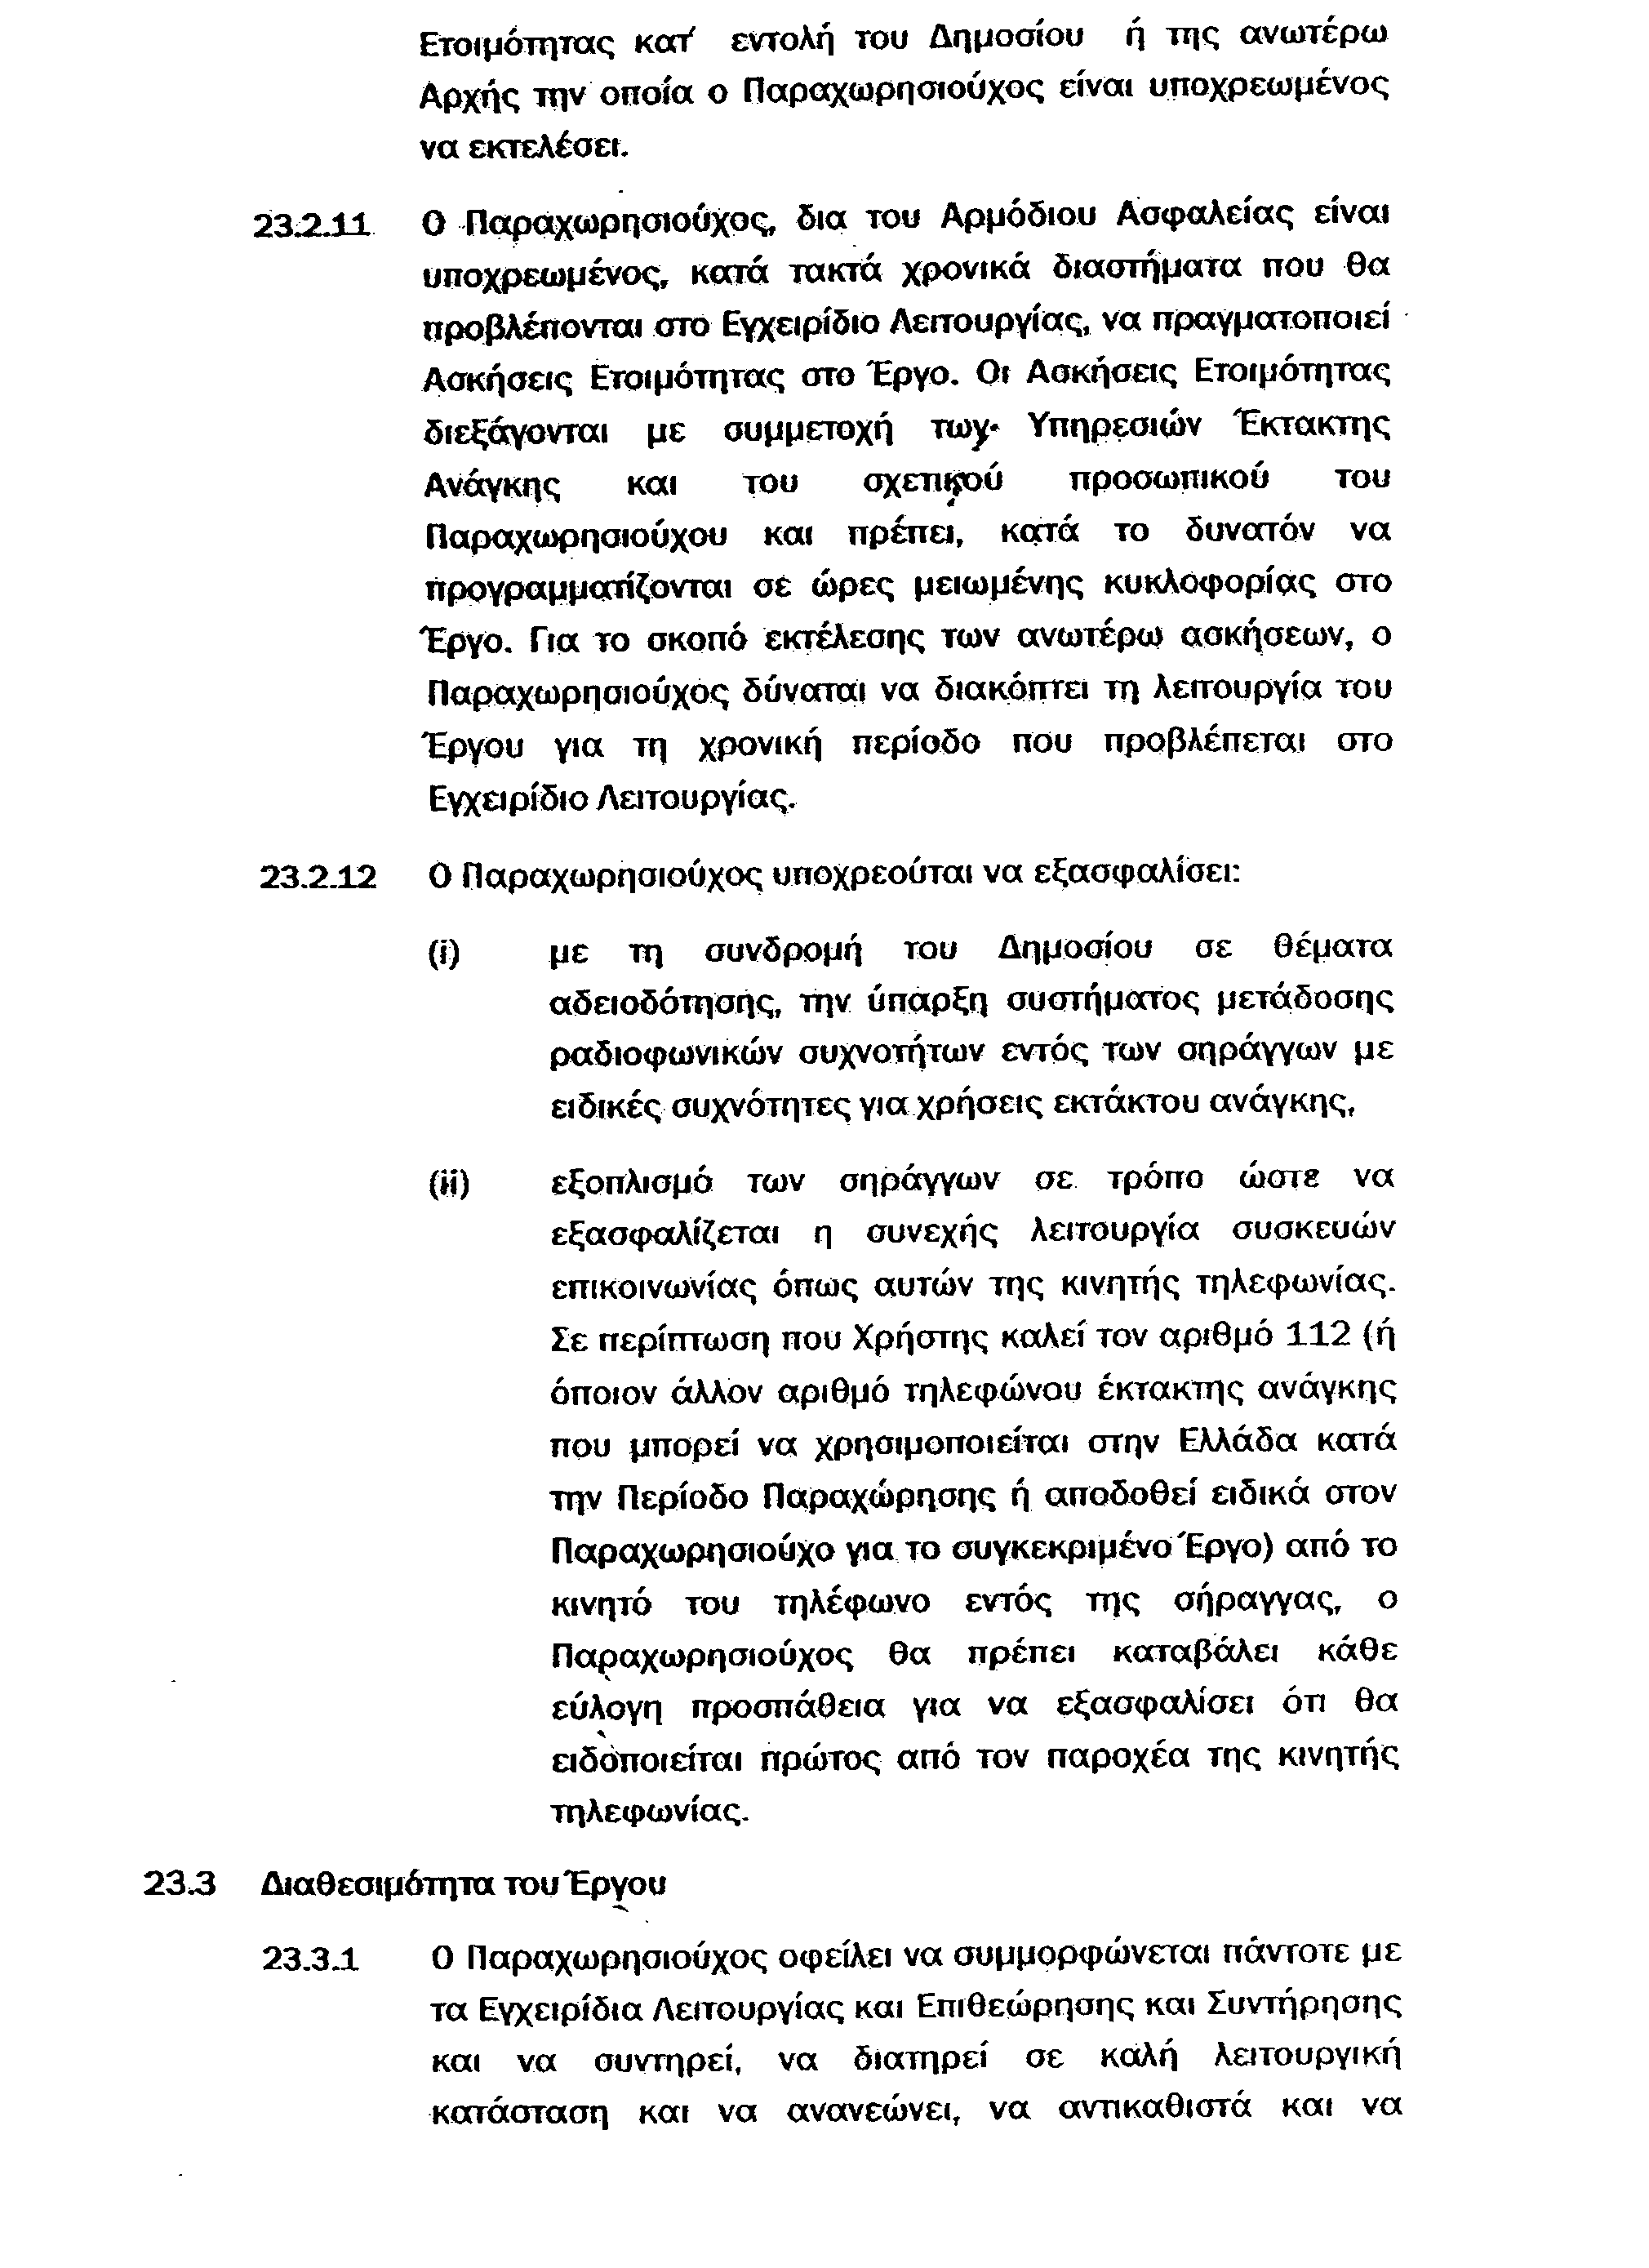 Ετοιμότητας κατ' εντολή του Δημοσίου ή της ανωτέρω
Αρχής την οποία ο Παραχωρησιούχος είναι υποχρεωμένος
να εκτελέσει.
23.2.11 Ο Παραχωρησιούχος, δια του Αρμόδιου Ασφαλείας είναι
υποχρεωμένος, κατά τακτά χρονικά διαστήματα που θα
προβλέπονται στο Εγχειρίδιο Λειτουργίας, να πραγματοποιεί
Ασκήσεις Ετοιμότητας στο Έργο. Οι Ασκήσεις Ετοιμότητας
διεξάγονται με συμμετοχή των Υπηρεσιών Έκτακτης
Ανάγκης και του σχετικού προσωπικού του
Παραχωρησιούχου και πρέπει, κατά το δυνατόν να
προγραμματίζονται σε ώρες μειωμένης κυκλοφορίας στο
Έργο. Για το σκοπό εκτέλεσης των ανωτέρω ασκήσεων, ο
Παραχωρησιούχος δύναται να διακόπτει τη λειτουργία του
Έργου για τη χρονική περίοδο που προβλέπεται στο
Εγχειρίδιο Λειτουργίας.
23.2.12 Ο Παραχωρησιούχος υποχρεούται να εξασφαλίσει:
(i) με τη συνδρομή του Δημοσίου σε θέματα
αδειοδότησης, την ύπαρξη συστήματος μετάδοσης
ραδιοφωνικών συχνοτήτων εντός των σηράγγων με
ειδικές συχνότητες για χρήσεις εκτάκτου ανάγκης,
(ii) εξοπλισμό των σηράγγων σε τρόπο ώστε να
εξασφαλίζεται η συνεχής λειτουργία συσκευών
επικοινωνίας όπως αυτών της κινητής τηλεφωνίας.
Σε περίπτωση που Χρήστης καλεί τον αριθμό 112 (ή
όποιον άλλον αριθμό τηλεφώνου έκτακτης ανάγκης
που μπορεί να χρησιμοποιείται στην Ελλάδα κατά
την Περίοδο Παραχώρησης ή αποδοθεί ειδικά στον
Παραχωρησιούχο για το συγκεκριμένο Έργο) από το
κινητό του τηλέφωνο εντός της σήραγγας, ο
Παραχωρησιούχος θα πρέπει καταβάλει κάθε
εύλογη προσπάθεια για να εξασφαλίσει ότι θα
ειδοποιείται πρώτος από τον παροχέα της κινητής
τηλεφωνίας.
23.3 Διαθεσιμότητα του Έργου
23.3.1 Ο Παραχωρησιούχος οφείλει να συμμορφώνεται πάντοτε με
τα Εγχειρίδια Λειτουργίας και Επιθεώρησης και Συντήρησης
και να συντηρεί, να διατηρεί σε καλή λειτουργική
κατάσταση και να ανανεώνει, να αντικαθιστά και να